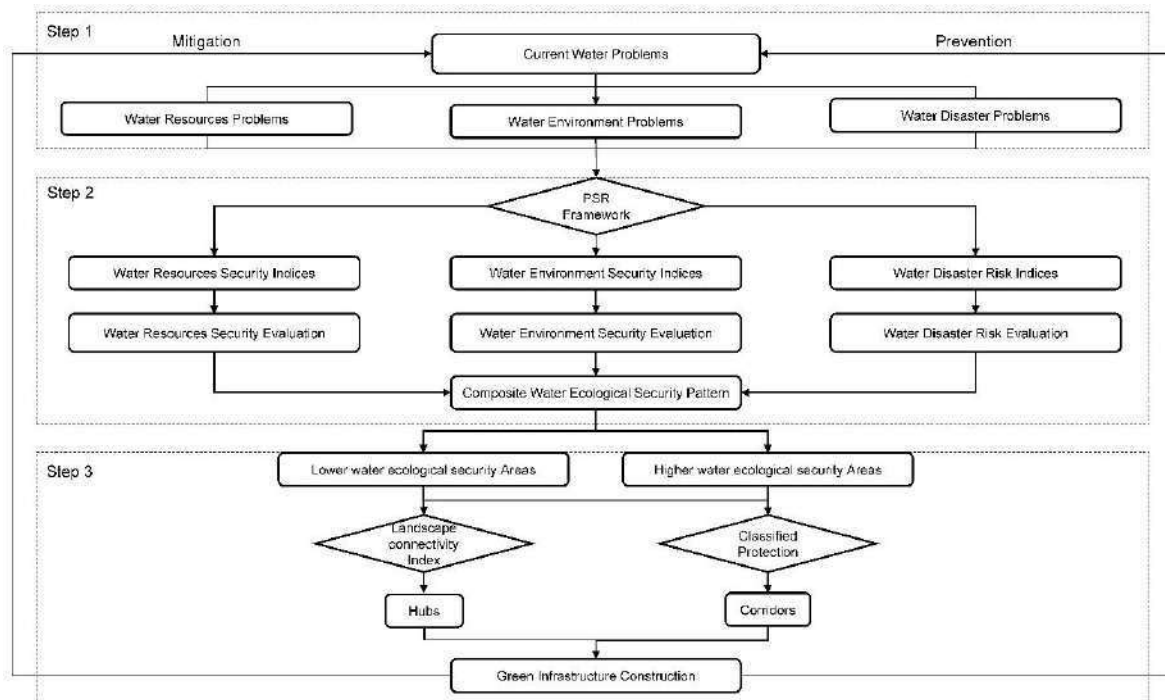 Step 1
Mitigation
Prevention
Current Water Problems
Water Resources Problems
Water Environment Problems
Water Disaster Problems
Step 2
PSR
Framework
Water Resources Security Indices
Water Environment Security Indices
Water Disaster Risk Indices
Water Resources Security Evaluation
Water Environment Security Evaluation
Water Disaster Risk Evaluation
Composite Water Ecological Security Pattern
Step 3
Lower water ecological security Areas
Higher water ecological security Areas
Landscape
connectivity
Index
Classified
Protection
Hubs
Corridors
Green Infrastructure Construction